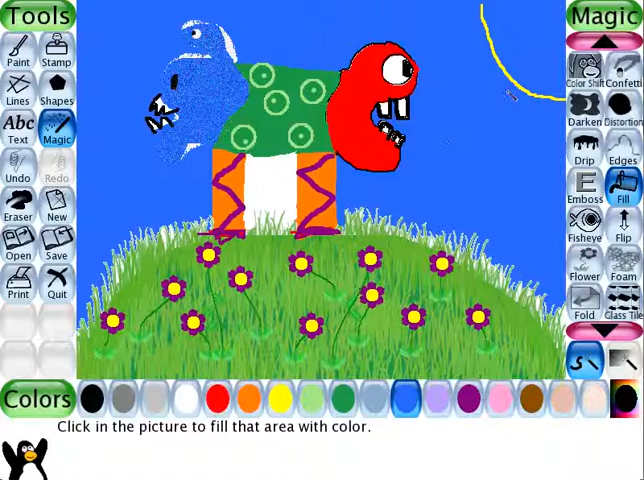 Tools
Magic
Paint Stamp
Color Shift Confetti
Lines Shapes
Darken Distortion
Abc
Text Magic
Drip Edges
Undo Redo
Emboss Fill
Eraser New
Fisheye Flip
Open Save
Flower Foam
Print Quit
Fold Glass Tile
Colors
Click in the picture to fill that area with color.